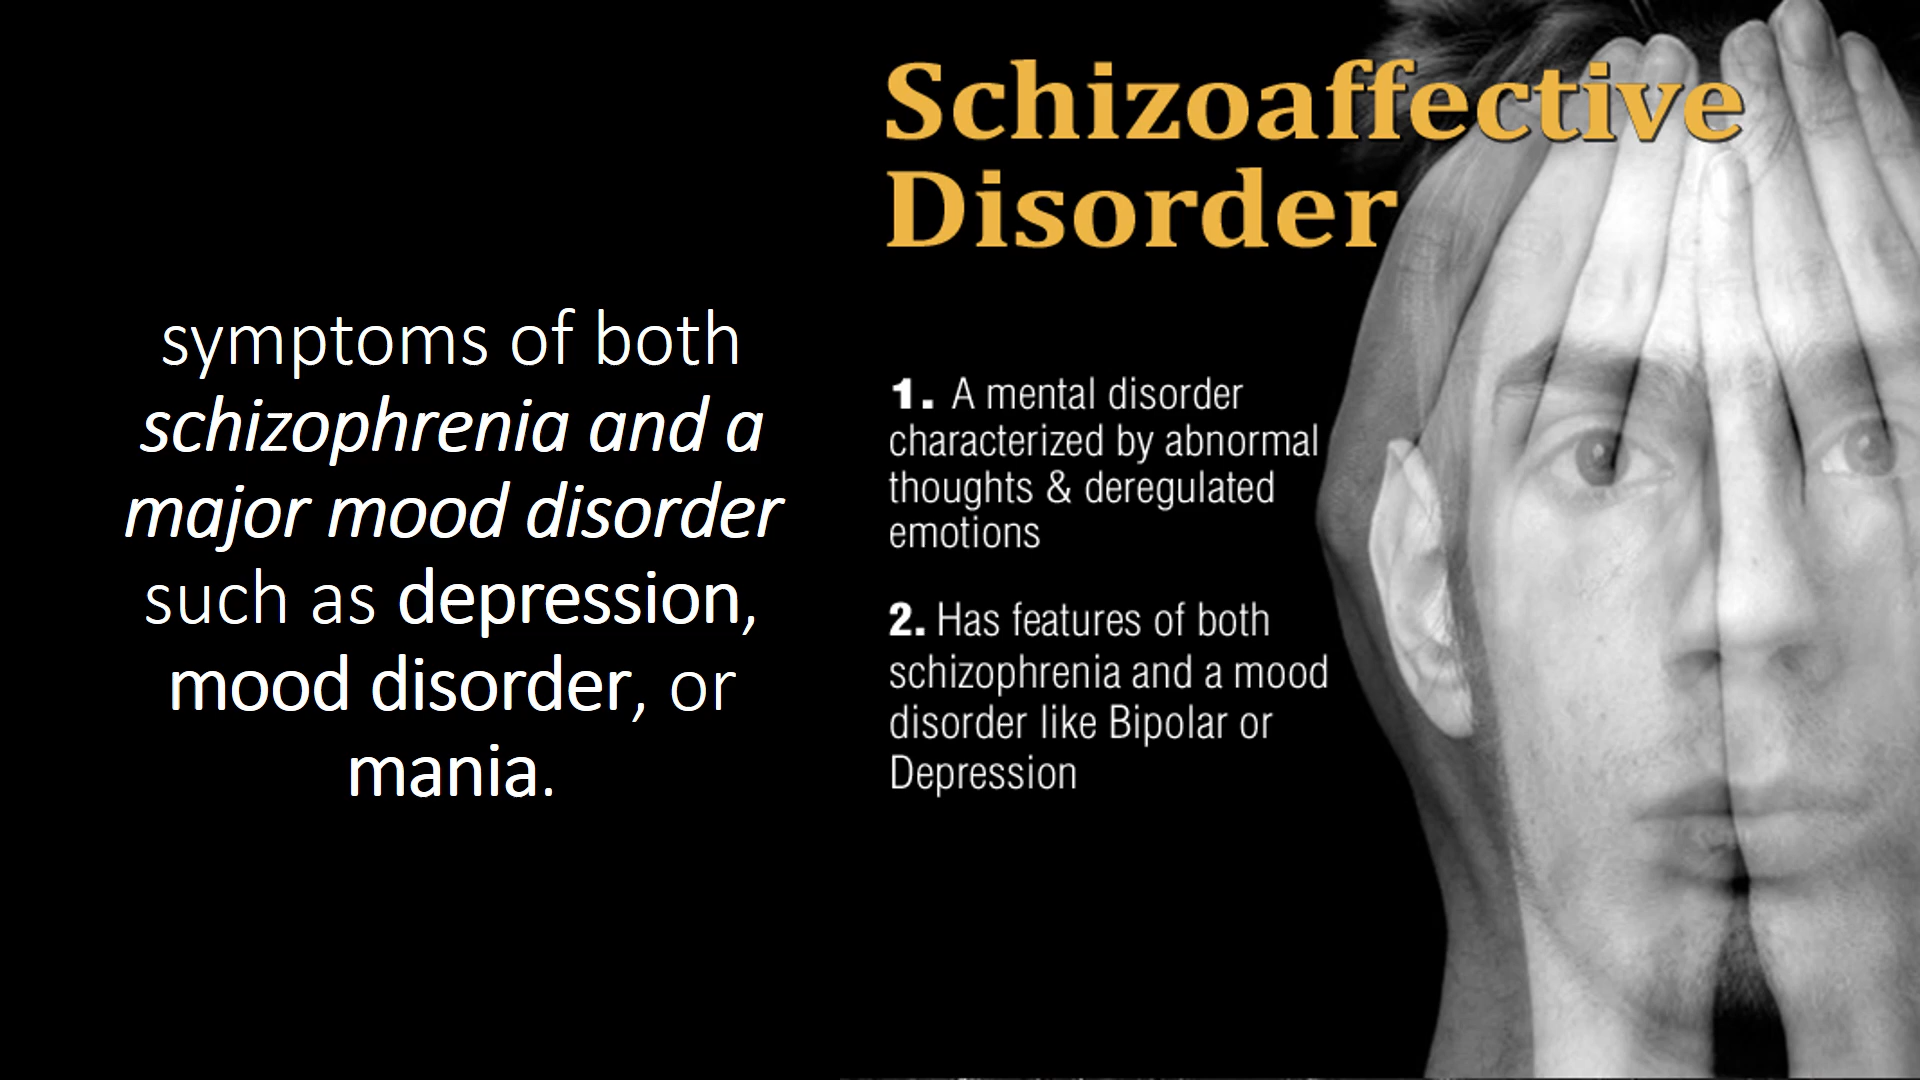 symptoms of both
schizophrenia and a
major mood disorder
such as depression,
mood disorder, or
mania.
Schizoaffective
Disorder
1. A mental disorder
characterized by abnormal
thoughts & deregulated
emotions
2. Has features of both
schizophrenia and a mood
disorder like Bipolar or
Depression